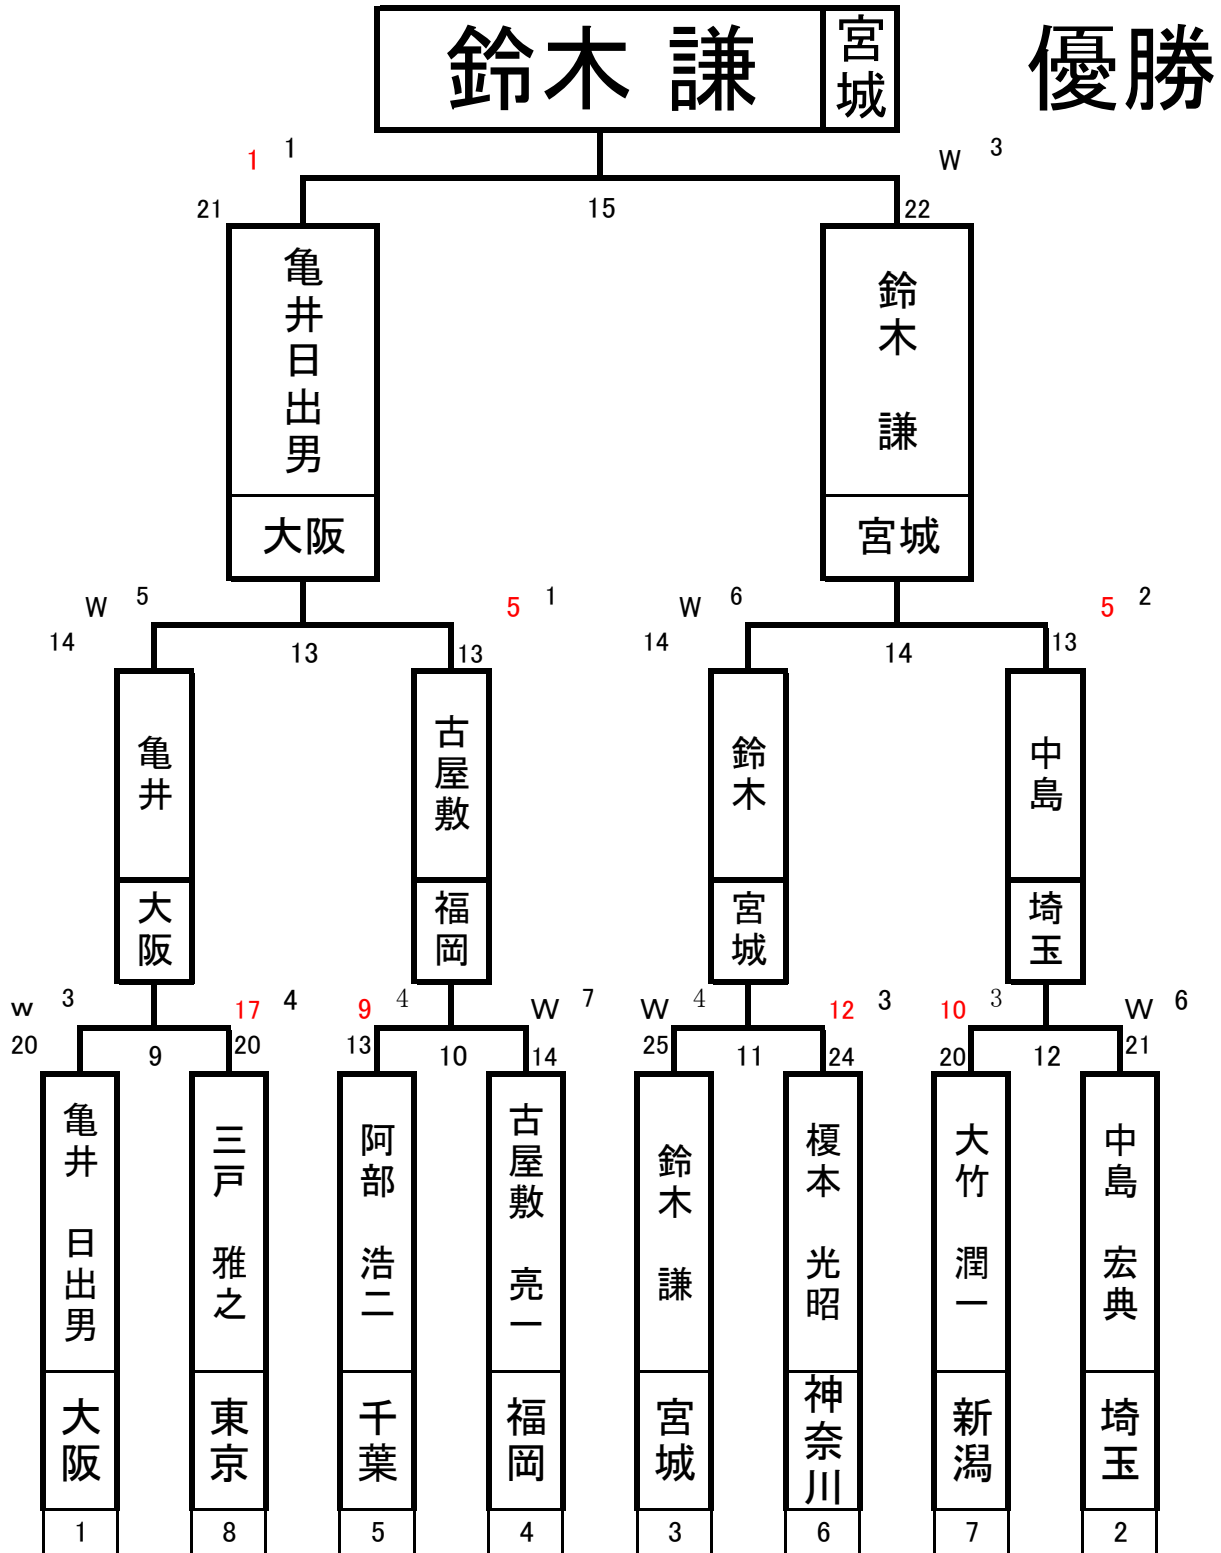 鈴木 謙 宮城 優勝
1 1 W 3
21 15 22
亀井日出男 鈴木 謙
大阪 宮城
W 5 5 1 W 6 5 2
14 13 13 14 14 13
亀井 古屋敷 鈴木 中島
大阪 福岡 宮城 埼玉
w 3 17 4 9 4 W 7 W 4 12 3 10 3 W 6
20 9 20 13 10 14 25 11 24 20 12 21
亀井 日出男 三戸 雅之 阿部 浩二 古屋敷 亮一 鈴木 謙 榎本 光昭 大竹 潤一 中島 宏典
大阪 東京 千葉 福岡 宮城 神奈川 新潟 埼玉
1 8 5 4 3 6 7 2